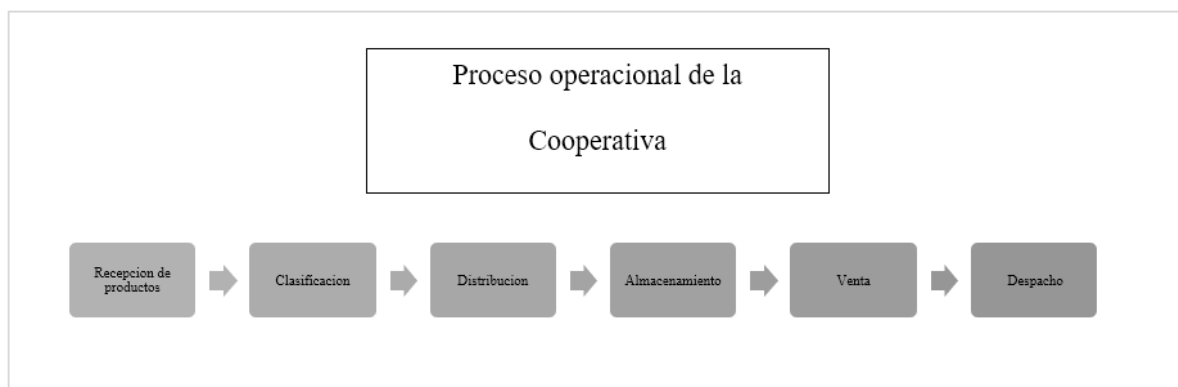 Proceso operacional de la
Cooperativa
Recepcion de
productos
Clasificacion
Distribucion
Almacenamiento
Venta
Despacho